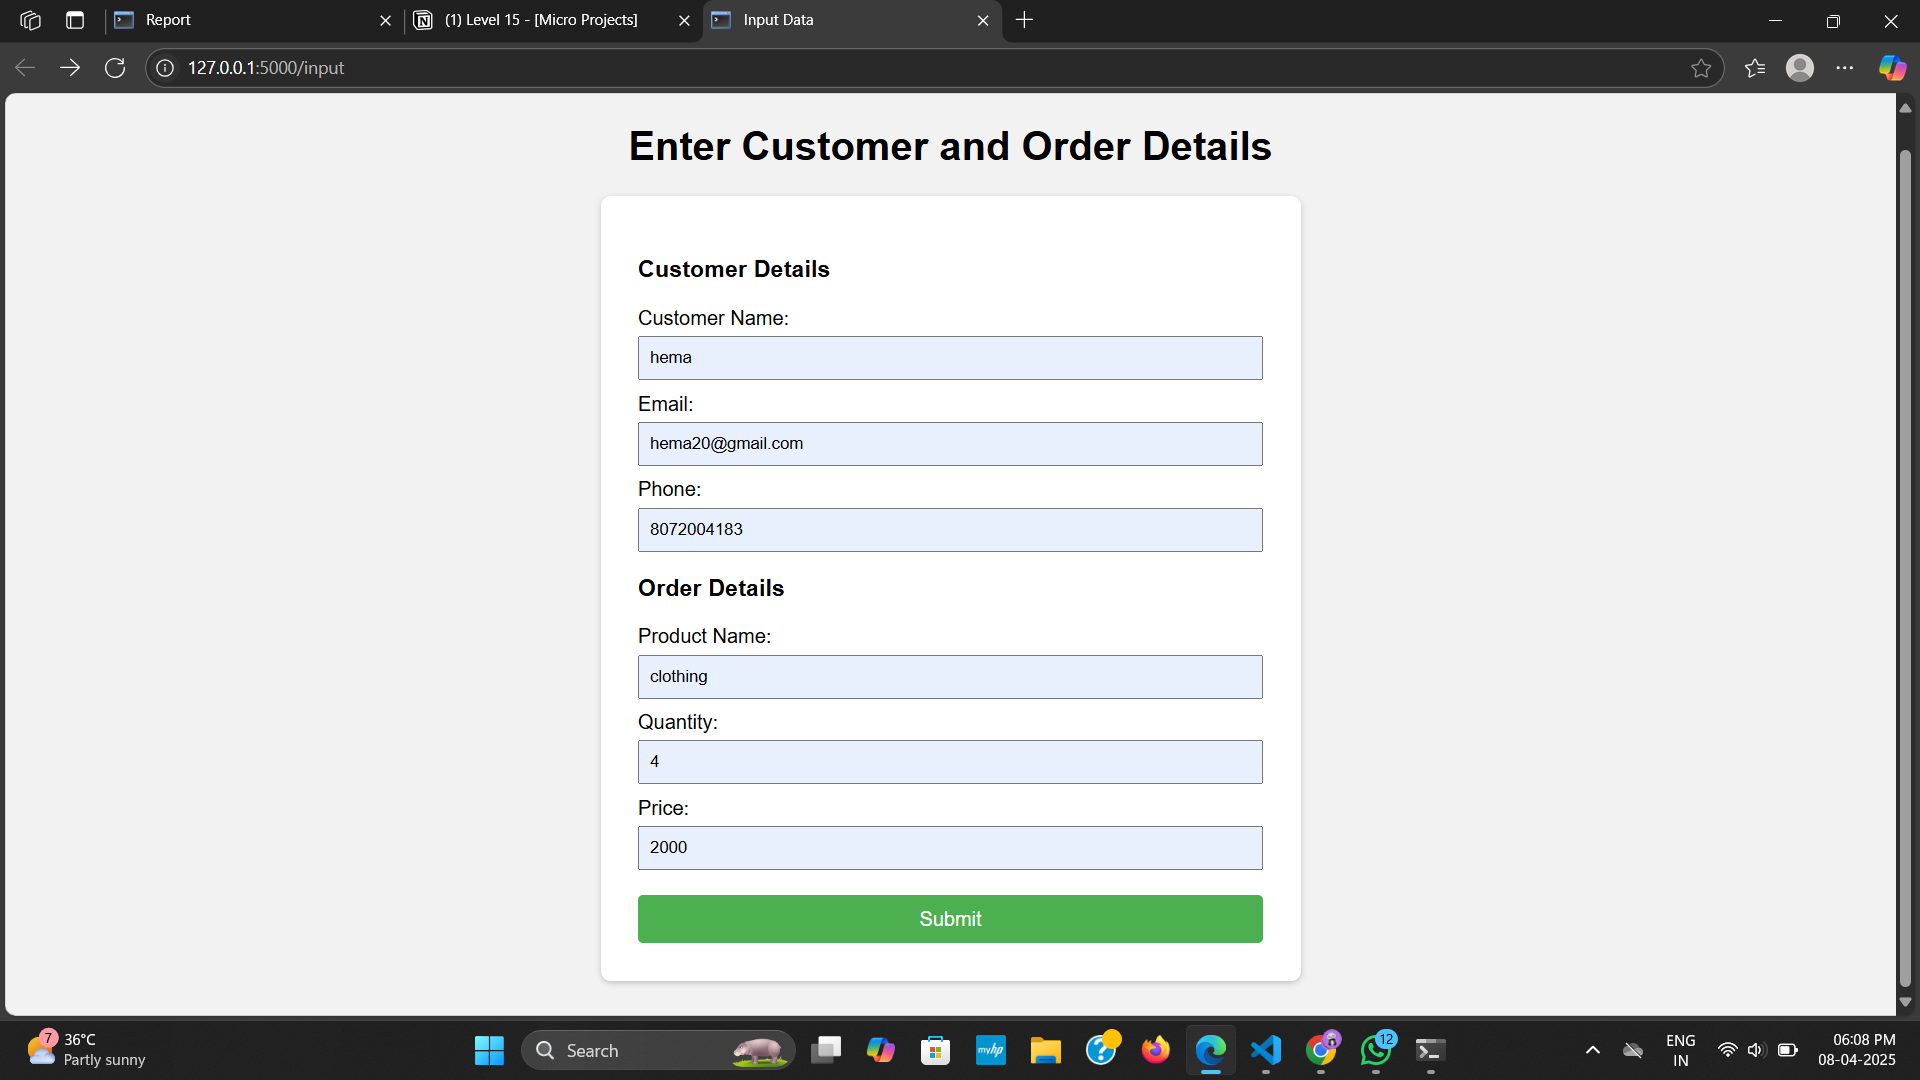 Report
(1) Level 15 - [Micro Projects]
Input Data
127.0.0.1:5000/input
Enter Customer and Order Details
Customer Details
Customer Name:
hema
Email:
hema20@gmail.com
Phone:
8072004183
Order Details
Product Name:
clothing
Quantity:
4
Price:
2000
Submit
7
36°C
Partly sunny
Search
myhp
12
ENG
IN
06:08 PM
08-04-2025